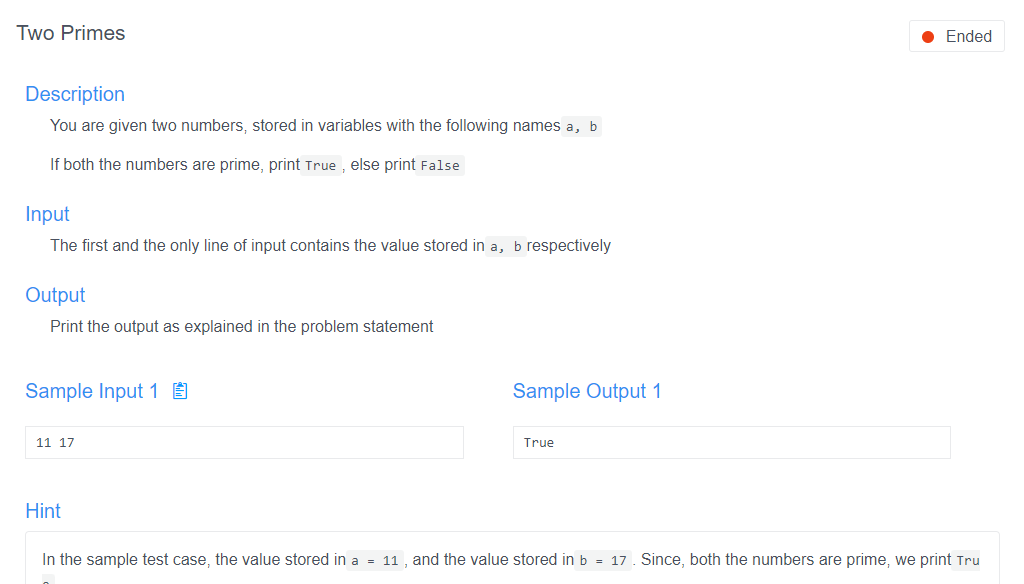 Two Primes
Ended
Description
You are given two numbers, stored in variables with the following names a, b
If both the numbers are prime, print True , else print False
Input
The first and the only line of input contains the value stored in a, b respectively
Output
Print the output as explained in the problem statement
Sample Input 1
Sample Output 1
11 17
True
Hint
In the sample test case, the value stored in a = 11 , and the value stored in b = 17 . Since, both the numbers are prime, we print Tru